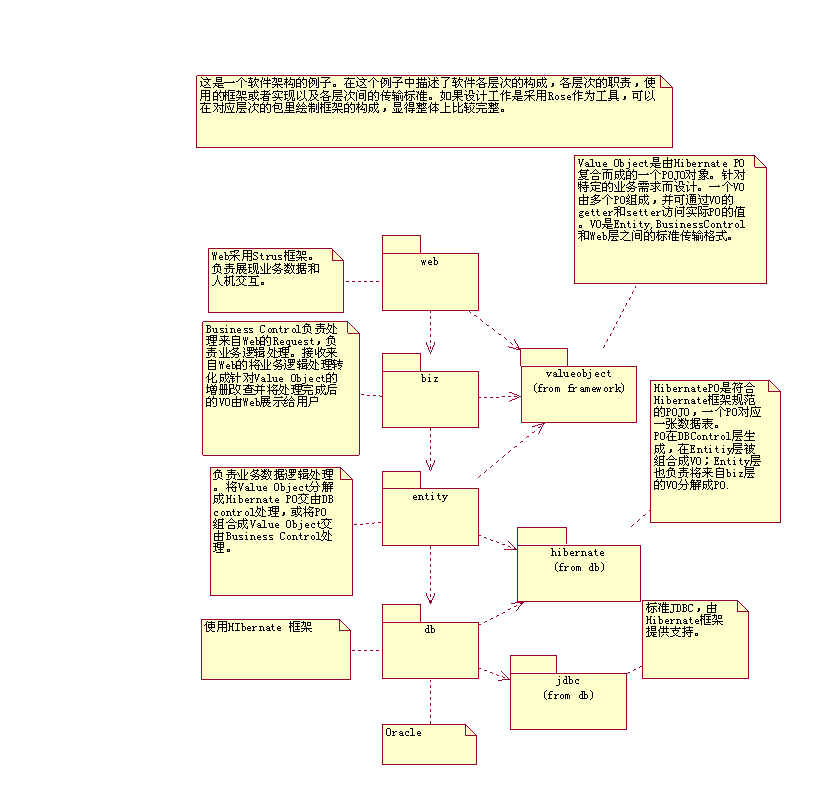 这是一个软件架构的例子。在这个例子中描述了软件各层次的构成，各层次的职责，使
用的框架或者实现以及各层次间的传输标准。如果设计工作是采用Rose作为工具，可以
在对应层次的包里绘制框架的构成，显得整体上比较完整。
Value Object是由Hibernate PO
复合而成的一个POJO对象。针对
特定的业务需求而设计。一个VO
由多个PO组成，并可通过VO的
getter和setter访问实际PO的值
。VO是Entity,BusinessControl
和Web层之间的标准传输格式。
Web采用Strus框架。
负责展现业务数据和
人机交互。
web
Business Control负责处
理来自Web的Request，负
责业务逻辑处理。接收来
自Web的将业务逻辑处理转
化成针对Value Object的
增删改查并将处理完成后
的VO由Web展示给用户
biz
valueobject
(from framework)
HibernatePO是符合
Hibernate框架规范
的POJO，一个PO对应
一张数据表。
PO在DBControl层生
成，在Entitiy层被
组合成VO；Entity层
也负责将来自biz层
的VO分解成PO.
负责业务数据逻辑处理
。将Value Object分解
成Hibernate PO交由DB
control处理，或将PO
组合成Value Object交
由Business Control处
理。
entity
hibernate
(from db)
使用HIbernate 框架
db
标准JDBC，由
Hibernate框架
提供支持。
jdbc
(from db)
Oracle